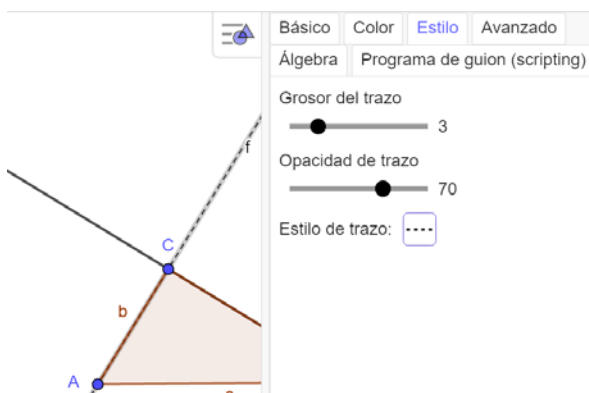 Básico Color Estilo Avanzado
Álgebra Programa de guion (scripting)
Grosor del trazo
3
Opacidad de trazo
70
Estilo de trazo:
f
C
b
A